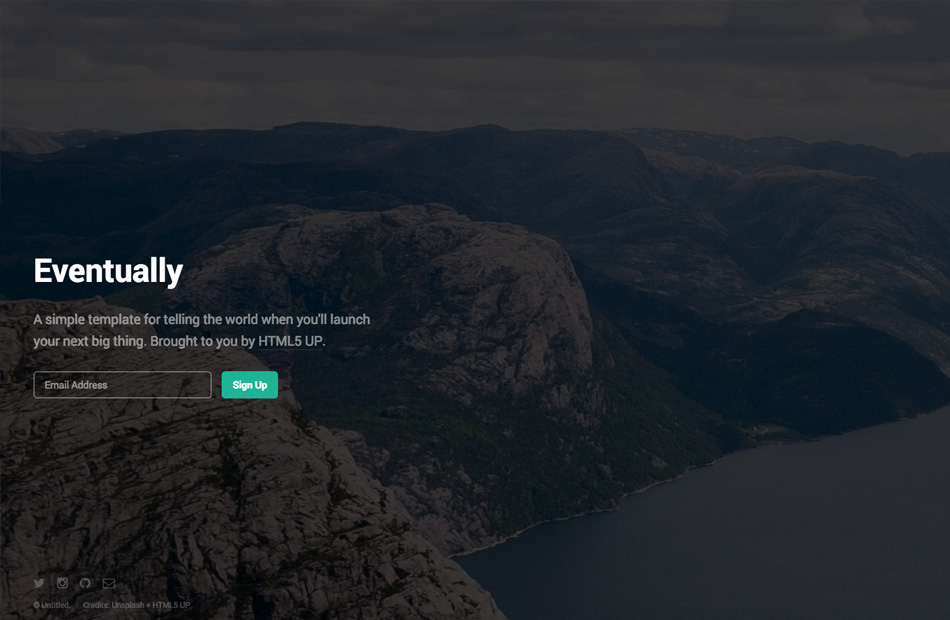 Eventually
A simple template for telling the world when you'll launch
your next big thing. Brought to you by HTML5 UP.
Email Address
Sign Up
© Untitled. Credits: Unsplash + HTML5 UP